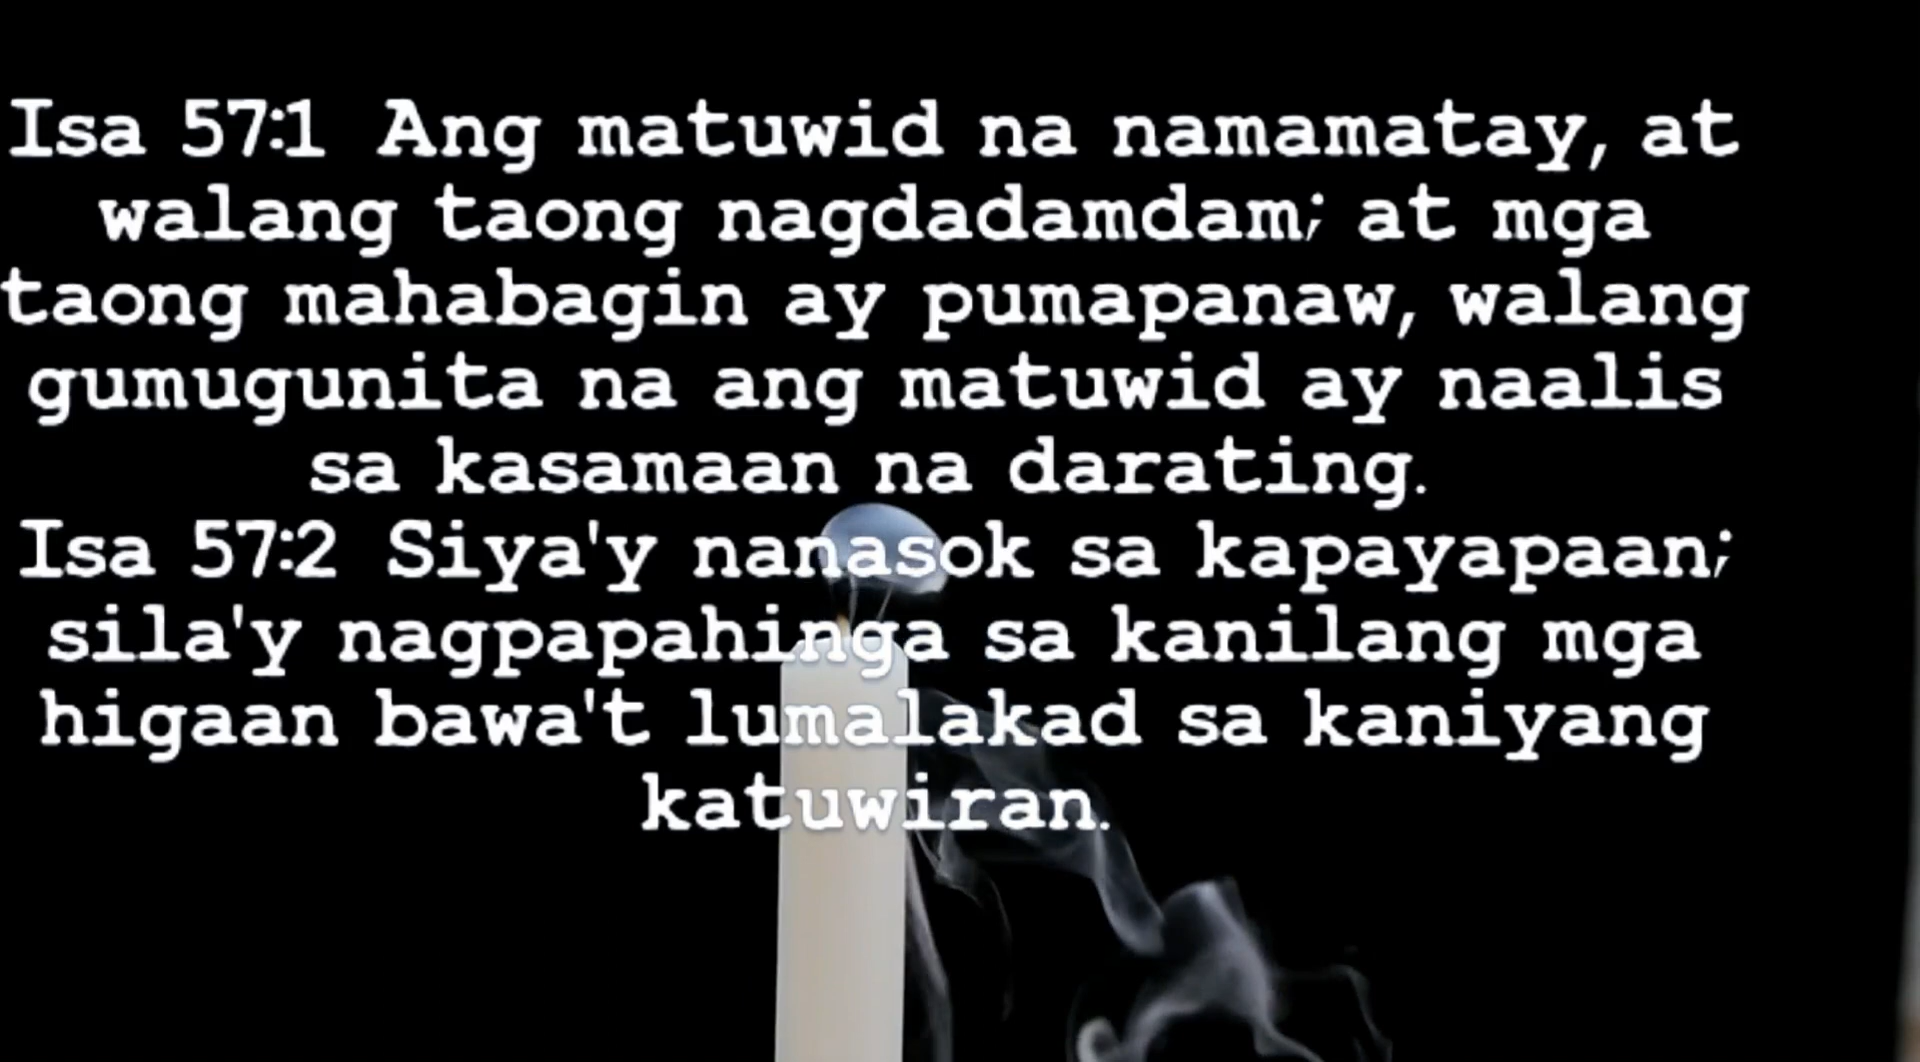 Isa 57:1 Ang matuwid na namamatay, at
walang taong nagdadamdam; at mga
taong mahabagin ay pumapanaw, walang
gumugunita na ang matuwid ay naalis
sa kasamaan na darating.
Isa 57:2 Siya'y nanasok sa kapayapaan;
sila'y nagpapahinga sa kanilang mga
higaan bawa't lumalakad sa kaniyang
katuwiran.